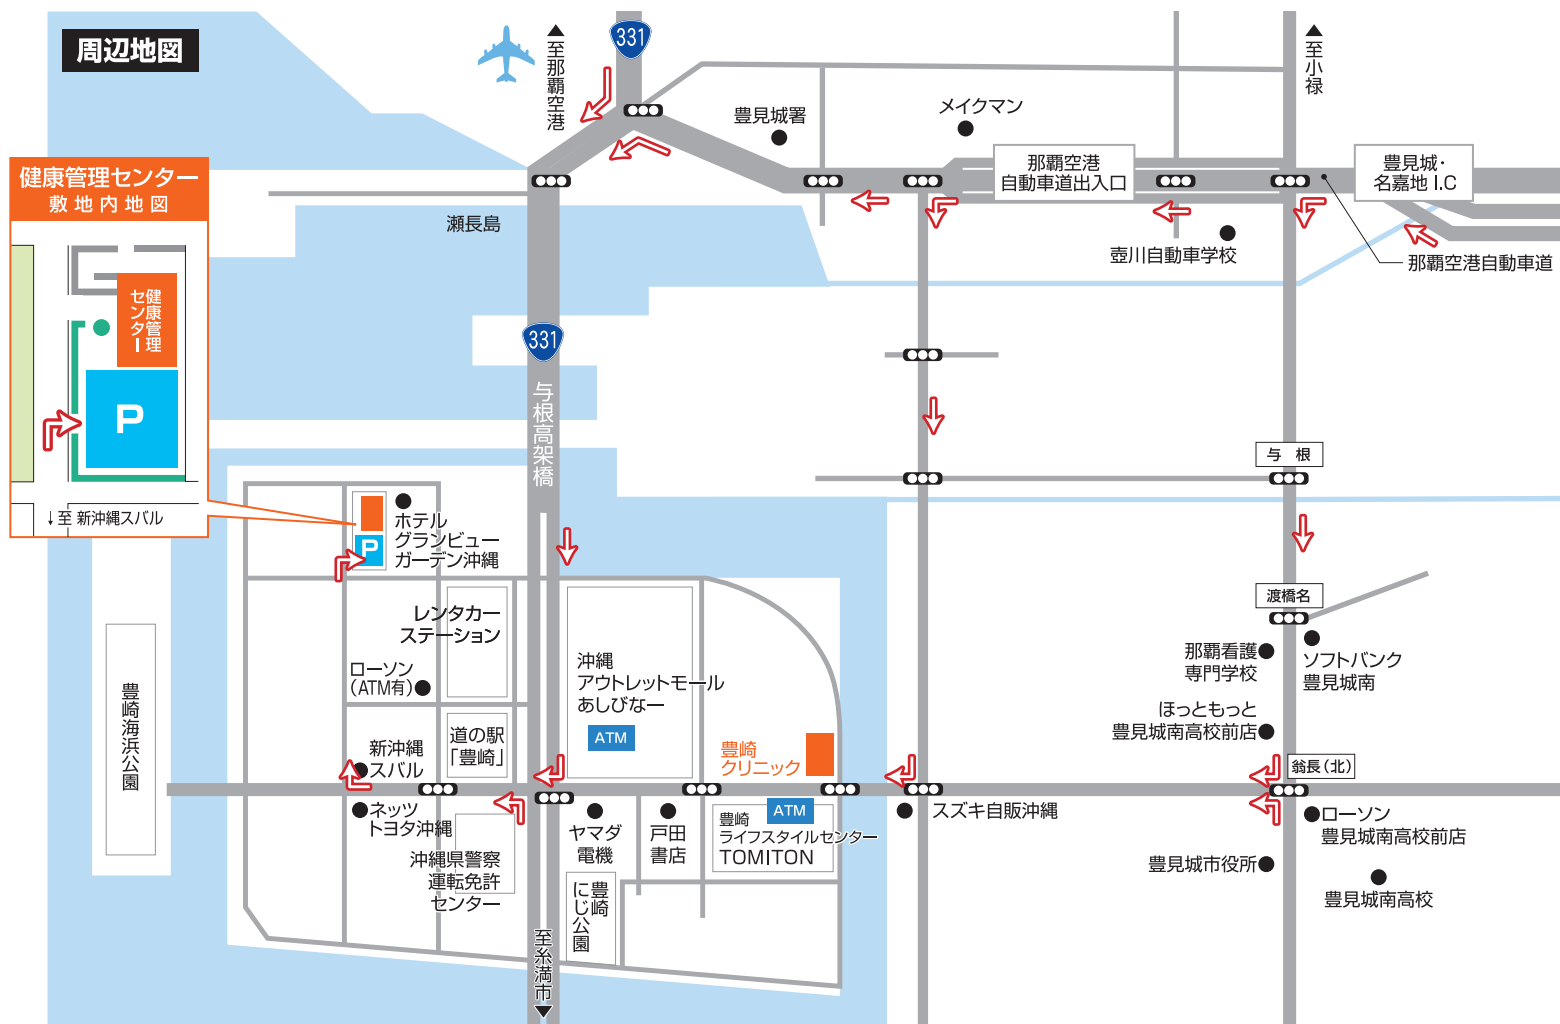 周辺地図
▲至那覇空港
331
▲至小禄
豊見城署
メイクマン
那覇空港
自動車道出入口
豊見城・
名嘉地 I.C
健康管理センター
敷地内地図
瀬長島
壺川自動車学校
那覇空港自動車道
健康管理
センター
P
↓至 新沖縄スバル
331
与根高架橋
与 根
ホテル
グランビュー
ガーデン沖縄
P
渡橋名
レンタカー
ステーション
ローソン
(ATM有)
沖縄
アウトレットモール
あしびなー
ATM
那覇看護
専門学校
ソフトバンク
豊見城南
ほっともっと
豊見城南高校前店
豊崎海浜公園
新沖縄
スバル
道の駅
「豊崎」
豊崎
クリニック
翁長(北)
ネッツ
トヨタ沖縄
ヤマダ
電機
戸田
書店
ATM
豊崎
ライフスタイルセンター
TOMITON
スズキ自販沖縄
ローソン
豊見城南高校前店
沖縄県警察
運転免許
センター
豊崎
にじ公園
豊見城市役所
豊見城南高校
至糸満市▼